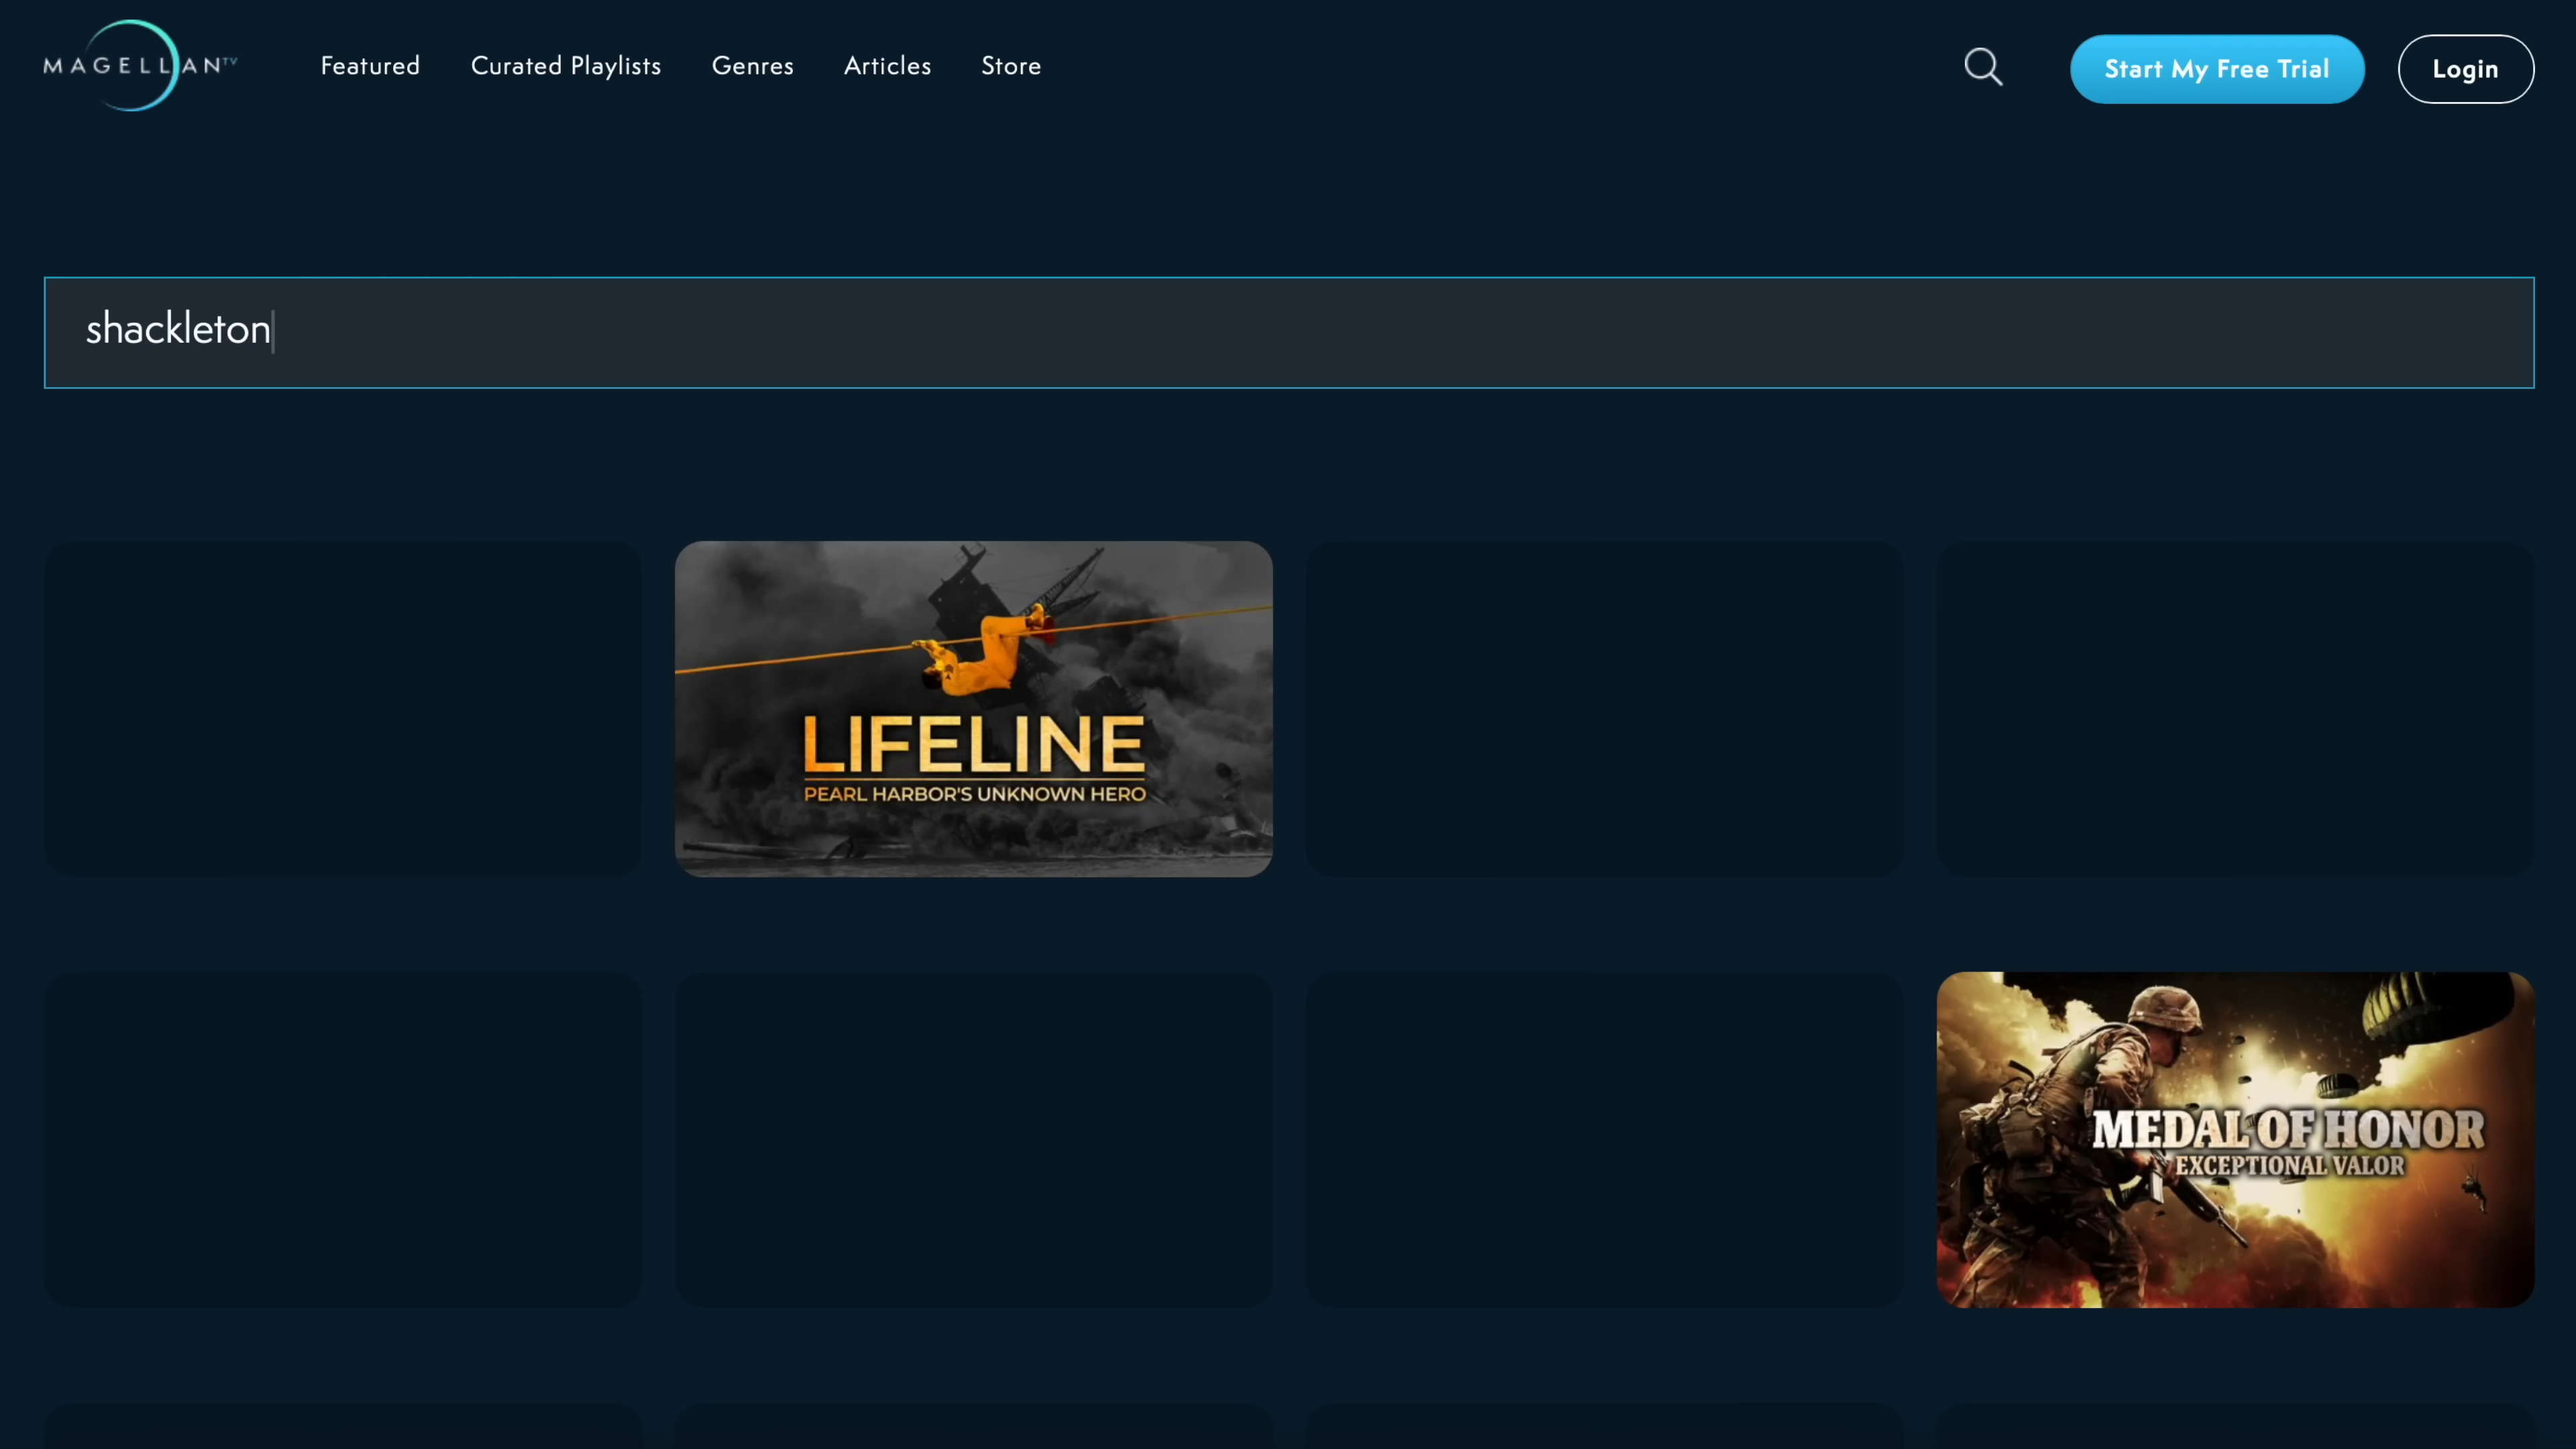 MAGELLAN TV
Featured
Curated Playlists
Genres
Articles
Store
Start My Free Trial
Login
shackleton
LIFELINE
PEARL HARBOR'S UNKNOWN HERO
MEDAL OF HONOR
EXCEPTIONAL VALOR